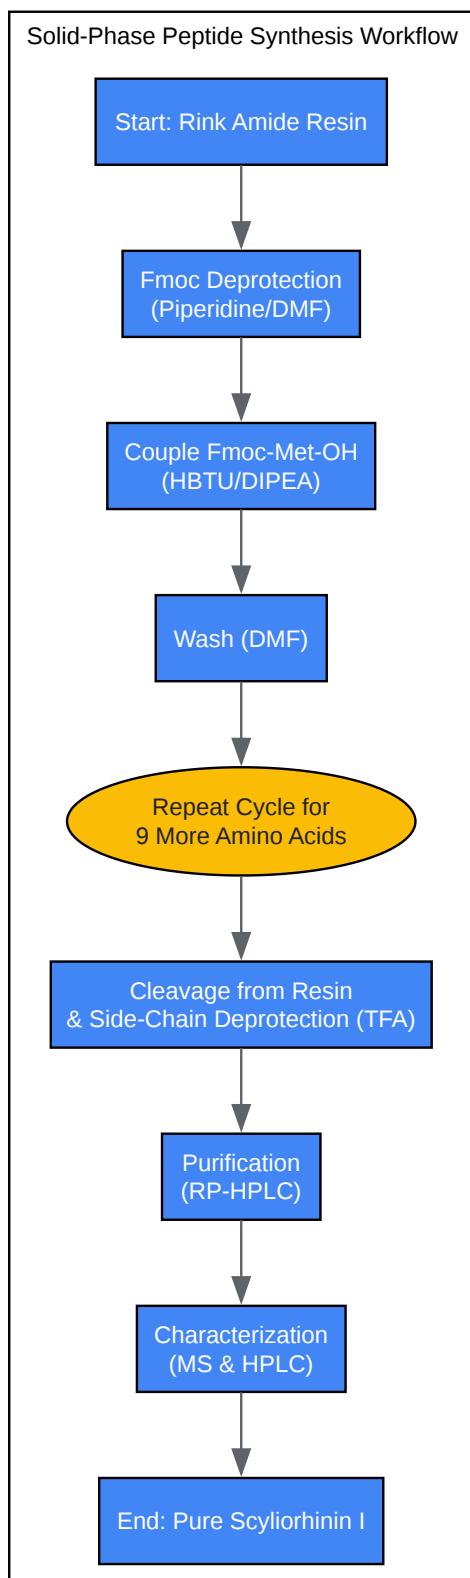 Solid-Phase Peptide Synthesis Workflow
Start: Rink Amide Resin
Fmoc Deprotection
(Piperidine/DMF)
Couple Fmoc-Met-OH
(HBTU/DIPEA)
Wash (DMF)
Repeat Cycle for
9 More Amino Acids
Cleavage from Resin
& Side-Chain Deprotection (TFA)
Purification
(RP-HPLC)
Characterization
(MS & HPLC)
End: Pure Scyliorhinin I